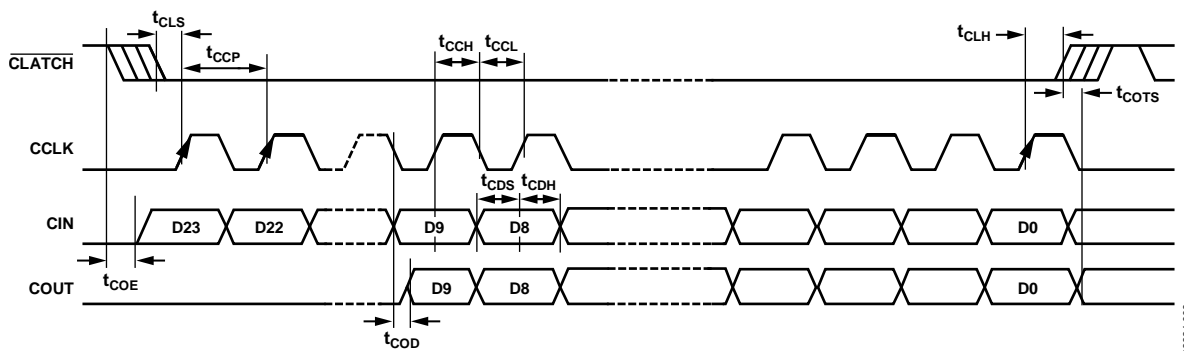 tCLS
tCCP
tCCH
tCCL
tCLH
CLATCH
tCOTS
CCLK
tCDS
tCDH
CIN
D23
D22
D9
D8
D0
tCOE
COUT
D9
D8
D0
tCOD